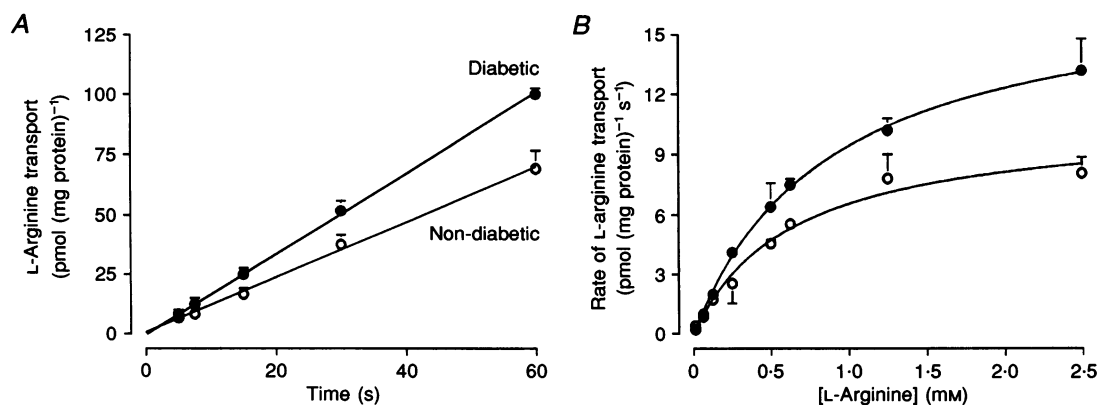 A
L-Arginine transport
(pmol (mg protein)⁻¹)
125
100
75
50
25
0
Diabetic
Non-diabetic
0
20
40
60
Time (s)
B
Rate of L-arginine transport
(pmol (mg protein)⁻¹ s⁻¹)
15
12
9
6
3
0
0
0·5
1·0
1·5
2·0
2·5
[L-Arginine] (mM)